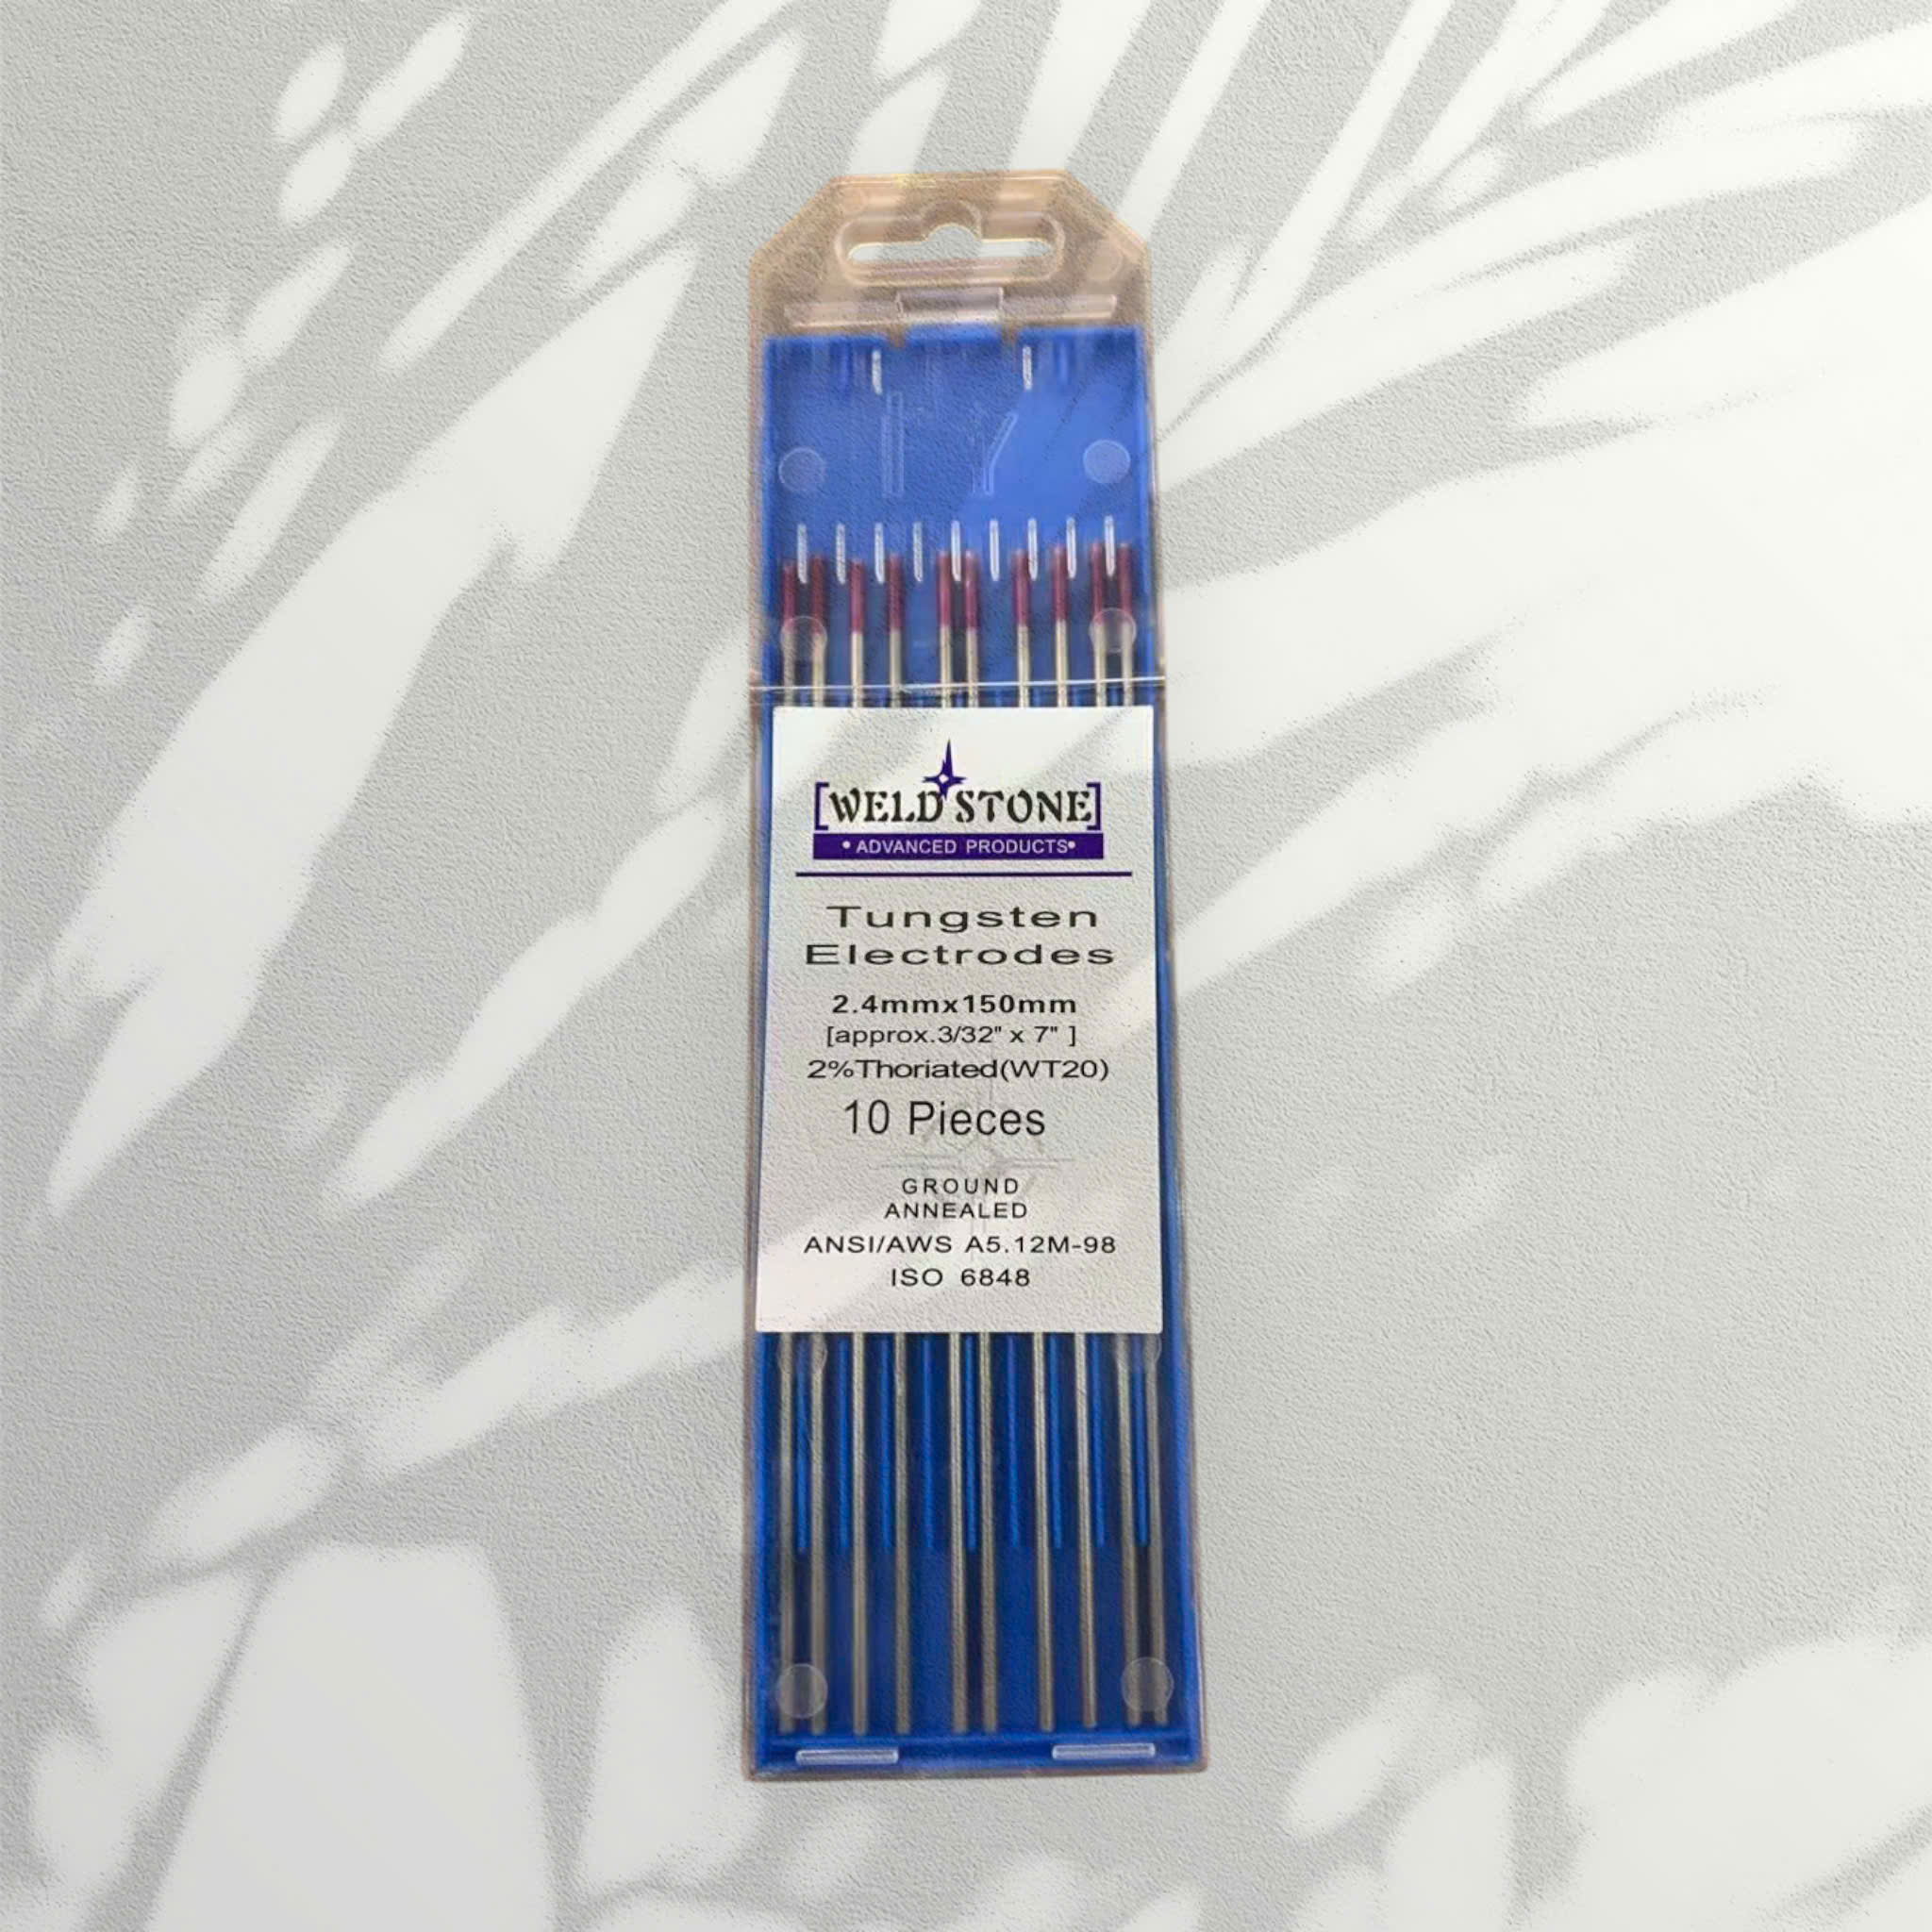 [WELD STONE]
• ADVANCED PRODUCTS•
Tungsten
Electrodes
2.4mmx150mm
[approx.3/32" x 7" ]
2%Thoriated(WT20)
10 Pieces
GROUND
ANNEALED
ANSI/AWS A5.12M-98
ISO 6848